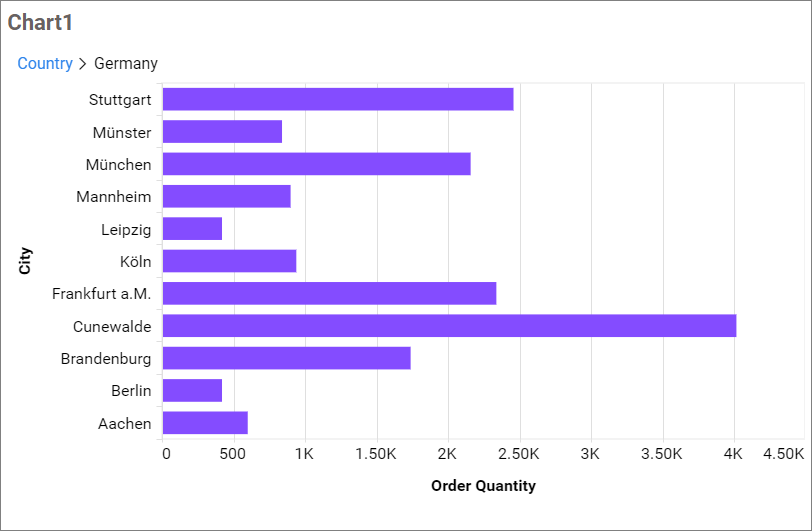 Chart1
Country > Germany
Stuttgart
Münster
München
Mannheim
Leipzig
Köln
Frankfurt a.M.
Cunewalde
Brandenburg
Berlin
Aachen
City
0 500 1K 1.50K 2K 2.50K 3K 3.50K 4K 4.50K
Order Quantity